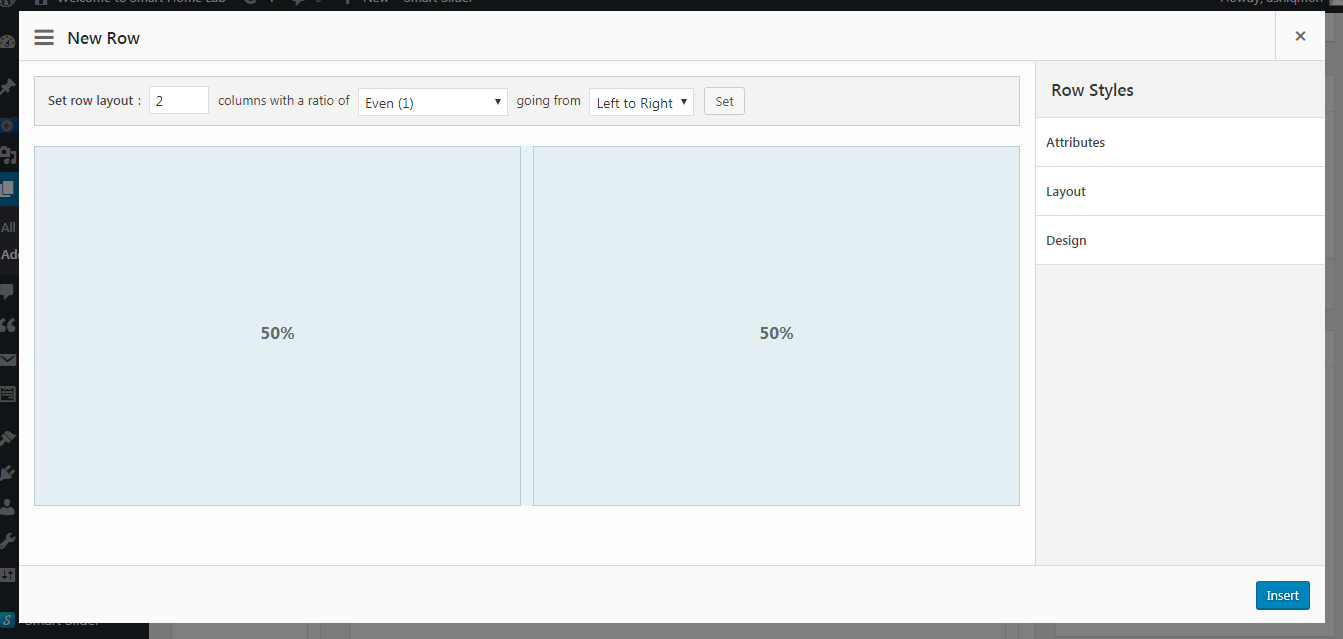 New Row
×
Set row layout : 2 columns with a ratio of Even (1) going from Left to Right Set
50%
50%
Row Styles
Attributes
Layout
Design
Insert
All